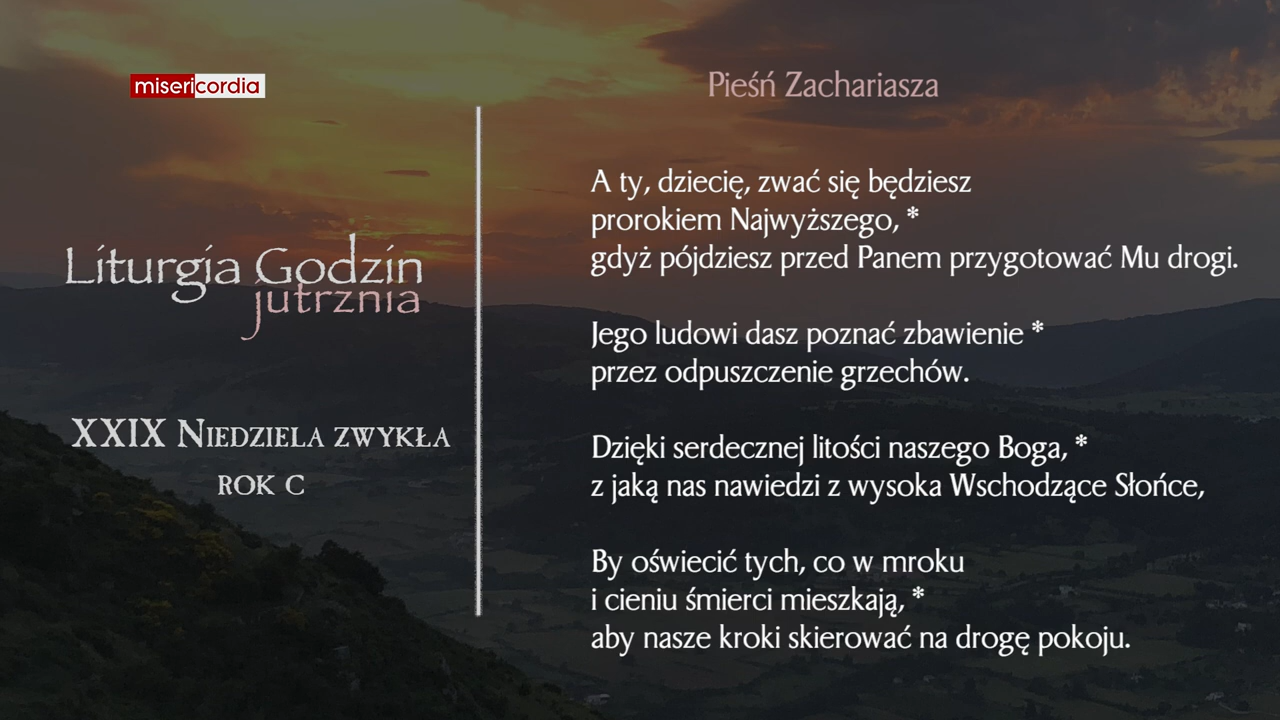 misericordia
Liturgia Godzin
jutrznia
XXIX Niedziela zwykła
rok C
Pieśń Zachariasza
A ty, dziecię, zwać się będziesz
prorokiem Najwyższego, *
gdyż pójdziesz przed Panem przygotować Mu drogi.
Jego ludowi dasz poznać zbawienie *
przez odpuszczenie grzechów.
Dzięki serdecznej litości naszego Boga, *
z jaką nas nawiedzi z wysoka Wschodzące Słońce,
By oświecić tych, co w mroku
i cieniu śmierci mieszkają, *
aby nasze kroki skierować na drogę pokoju.